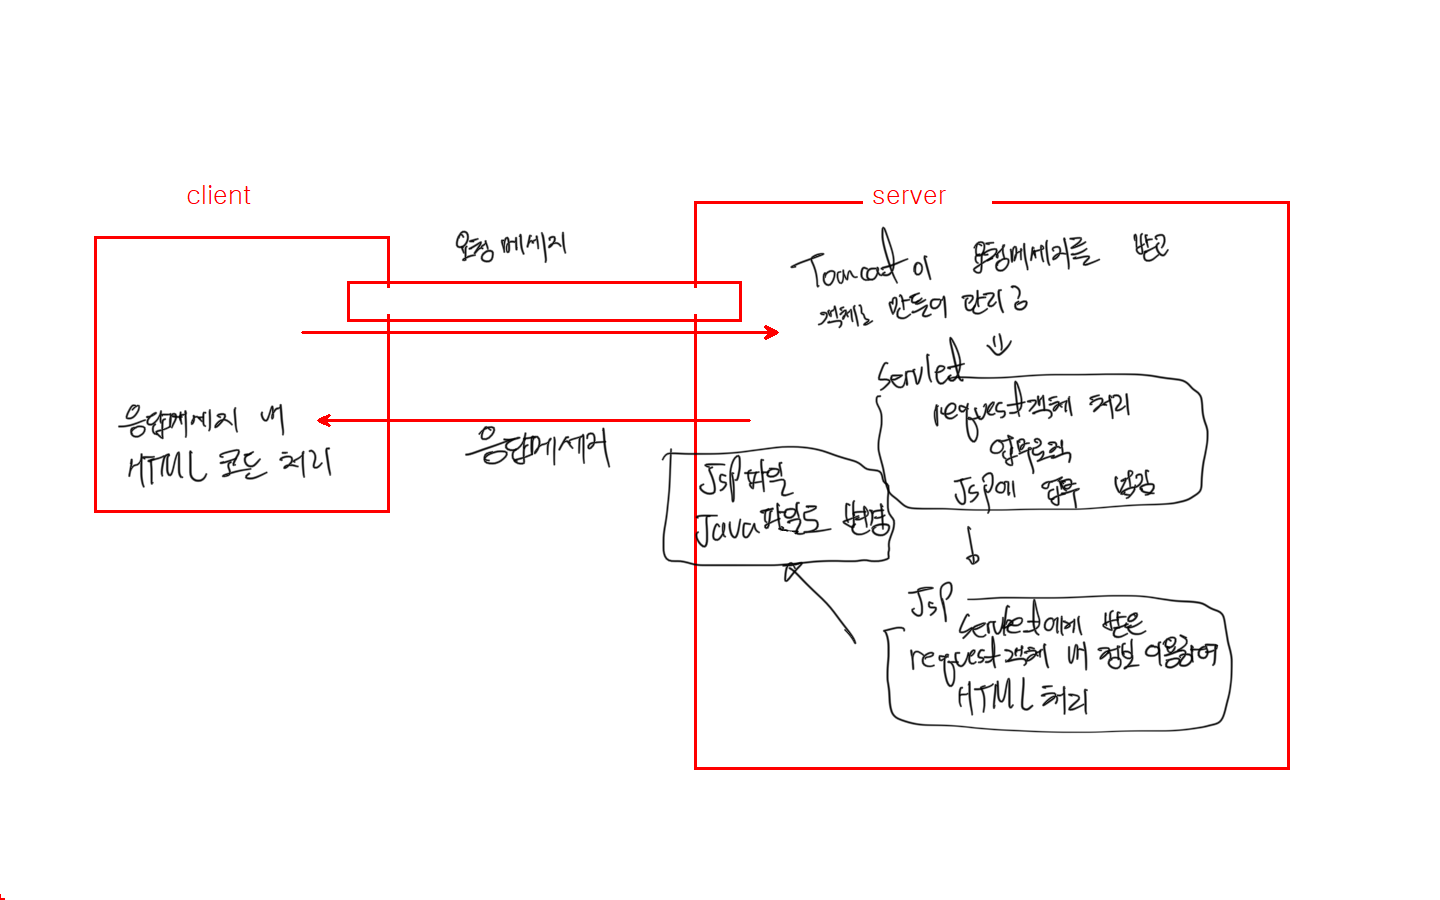 client
server
요청 메세지
Tomcat이 요청메세지를 받고
객체로 만들어 관리함
Servlet
request객체 처리
업무로직
JSP에 업무 넘김
응답메세지 내
HTML 코드 처리
응답메세지
JSP파일
Java파일로 변경
JSP
Servlet에게 받은
request객체 내 정보 이용하여
HTML 처리